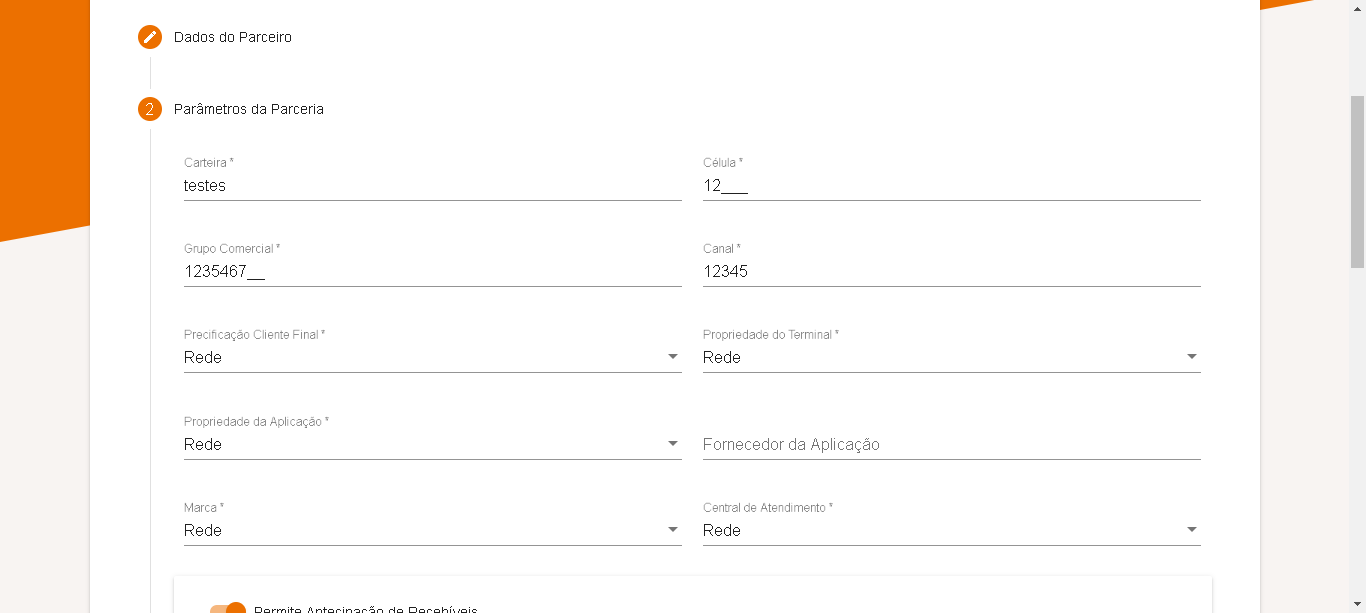 Dados do Parceiro
2 Parâmetros da Parceria
Carteira *
testes
Célula *
12___
Grupo Comercial *
1235467__
Canal *
12345
Precificação Cliente Final *
Rede
Propriedade do Terminal *
Rede
Propriedade da Aplicação *
Rede
Fornecedor da Aplicação
Marca *
Rede
Central de Atendimento *
Rede
Permite Antecipação de Recebíveis